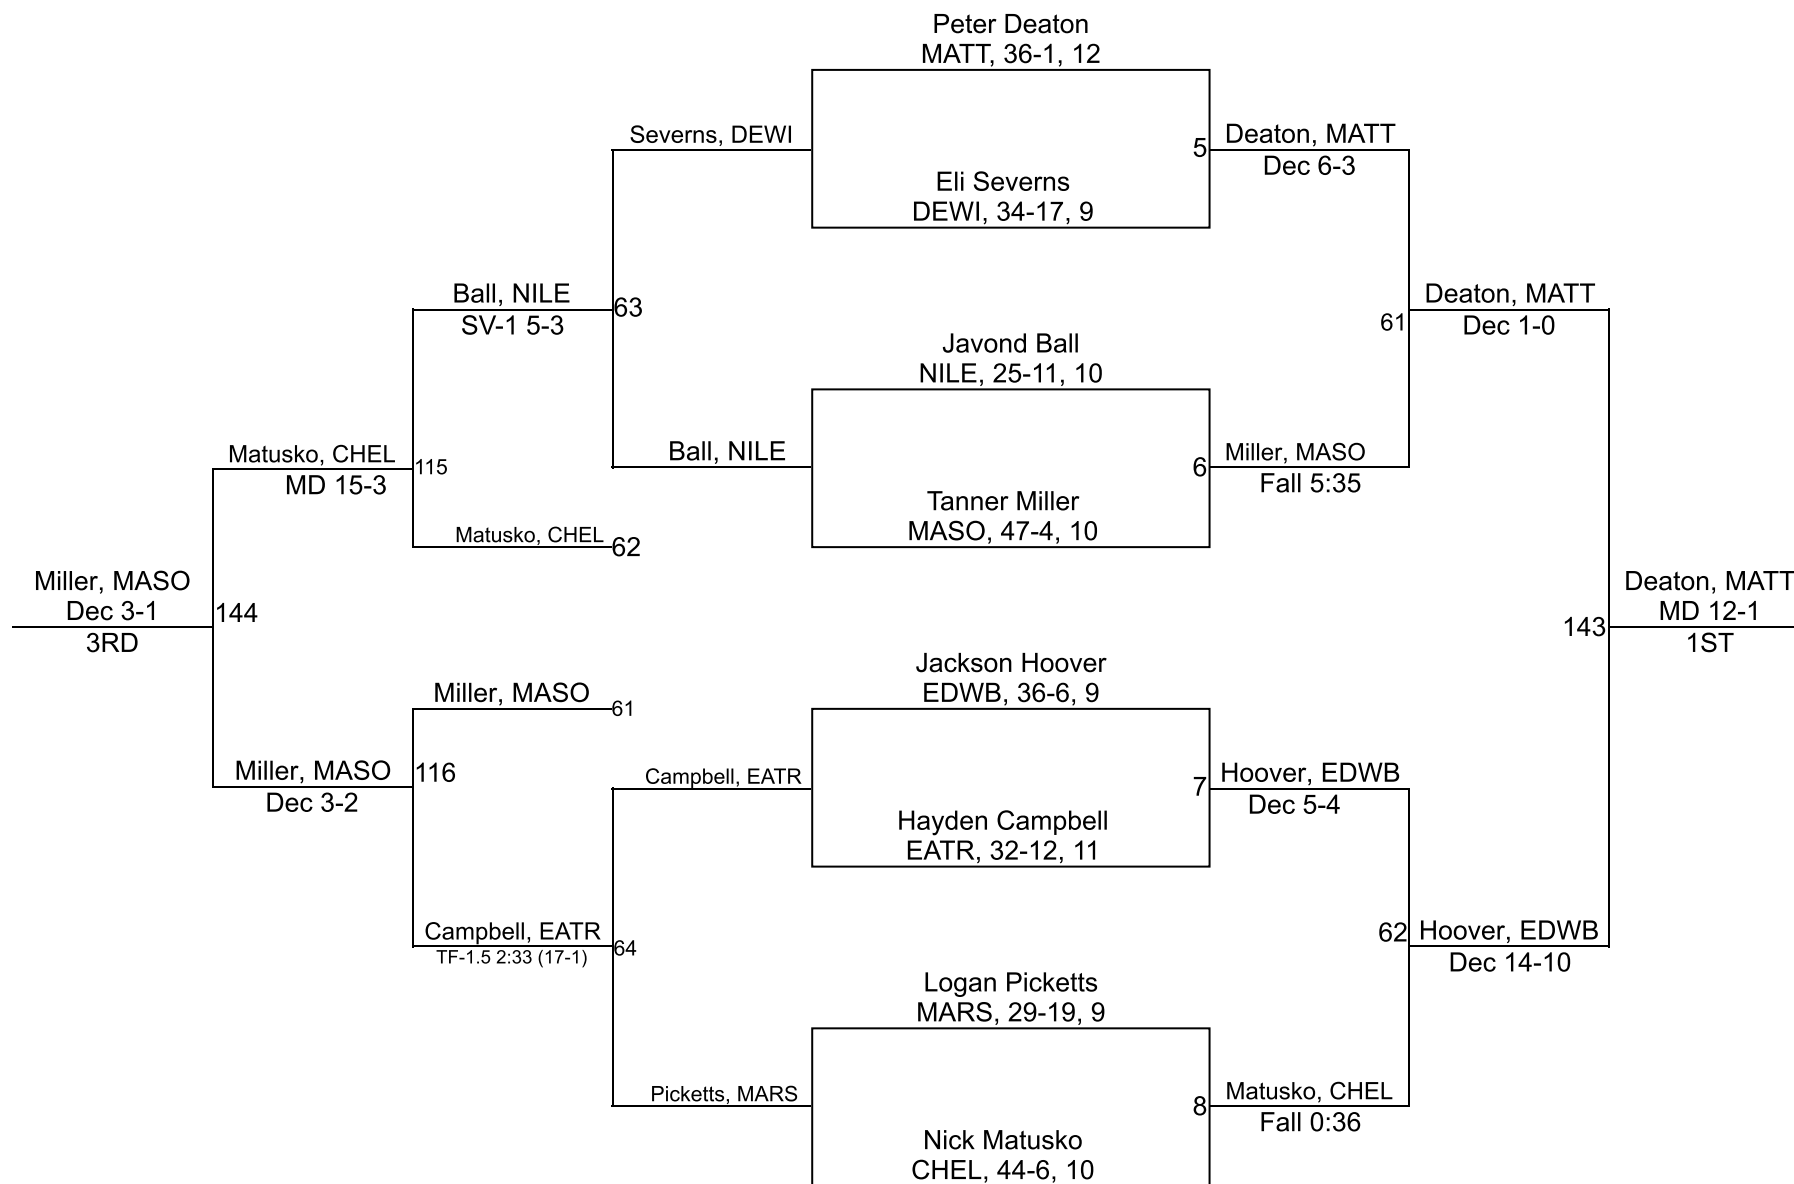 Peter Deaton
MATT, 36-1, 12
Severns, DEWI
5
Deaton, MATT
Dec 6-3
Eli Severns
DEWI, 34-17, 9
Ball, NILE
SV-1 5-3
63
Javond Ball
NILE, 25-11, 10
61
Deaton, MATT
Dec 1-0
Matusko, CHEL
MD 15-3
115
Ball, NILE
6
Miller, MASO
Fall 5:35
Tanner Miller
MASO, 47-4, 10
Matusko, CHEL
62
Miller, MASO
Dec 3-1
3RD
144
143
Deaton, MATT
MD 12-1
1ST
Jackson Hoover
EDWB, 36-6, 9
Miller, MASO
61
Miller, MASO
Dec 3-2
116
Campbell, EATR
7
Hoover, EDWB
Dec 5-4
Hayden Campbell
EATR, 32-12, 11
Campbell, EATR
TF-1.5 2:33 (17-1)
64
62
Hoover, EDWB
Dec 14-10
Logan Picketts
MARS, 29-19, 9
Picketts, MARS
8
Matusko, CHEL
Fall 0:36
Nick Matusko
CHEL, 44-6, 10